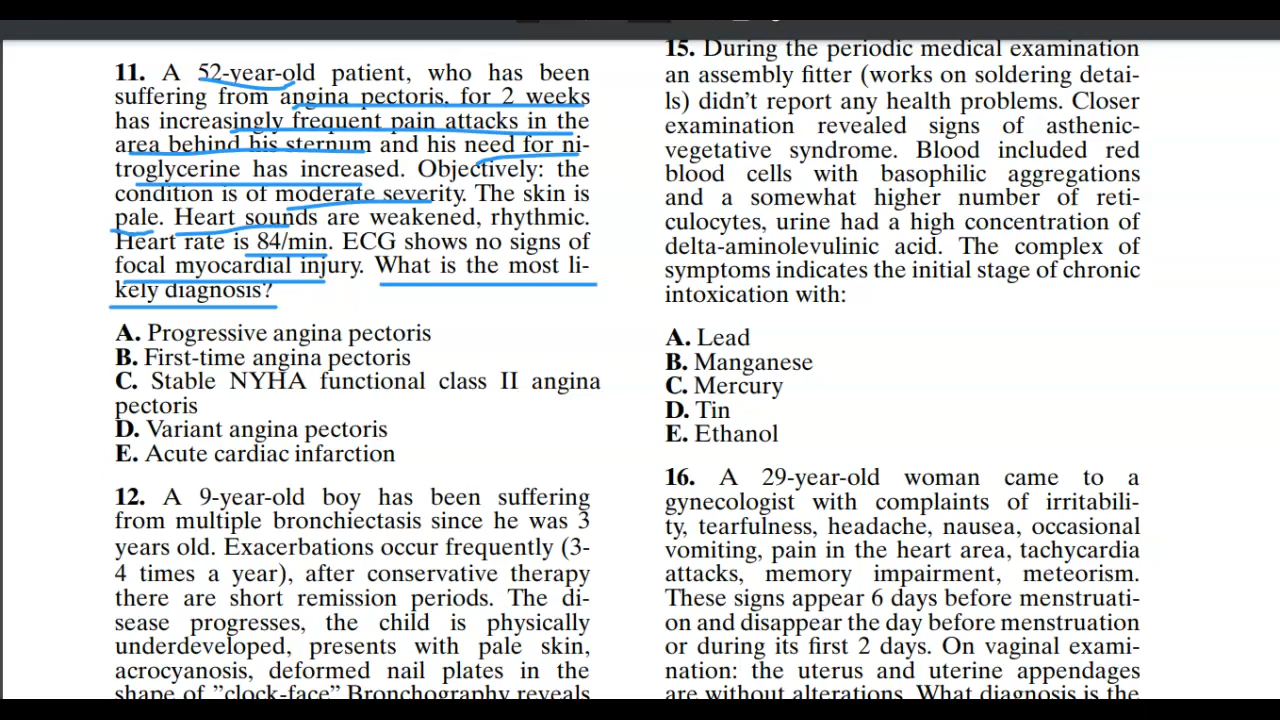 11. A 52-year-old patient, who has been
suffering from angina pectoris, for 2 weeks
has increasingly frequent pain attacks in the
area behind his sternum and his need for ni-
troglycerine has increased. Objectively: the
condition is of moderate severity. The skin is
pale. Heart sounds are weakened, rhythmic.
Heart rate is 84/min. ECG shows no signs of
focal myocardial injury. What is the most li-
kely diagnosis?
A. Progressive angina pectoris
B. First-time angina pectoris
C. Stable NYHA functional class II angina
pectoris
D. Variant angina pectoris
E. Acute cardiac infarction
12. A 9-year-old boy has been suffering
from multiple bronchiectasis since he was 3
years old. Exacerbations occur frequently (3-
4 times a year), after conservative therapy
there are short remission periods. The di-
sease progresses, the child is physically
underdeveloped, presents with pale skin,
acrocyanosis, deformed nail plates in the
shape of "clock-face" Bronchography reveals
15. During the periodic medical examination
an assembly fitter (works on soldering detai-
ls) didn't report any health problems. Closer
examination revealed signs of asthenic-
vegetative syndrome. Blood included red
blood cells with basophilic aggregations
and a somewhat higher number of reti-
culocytes, urine had a high concentration of
delta-aminolevulinic acid. The complex of
symptoms indicates the initial stage of chronic
intoxication with:
A. Lead
B. Manganese
C. Mercury
D. Tin
E. Ethanol
16. A 29-year-old woman came to a
gynecologist with complaints of irritabili-
ty, tearfulness, headache, nausea, occasional
vomiting, pain in the heart area, tachycardia
attacks, memory impairment, meteorism.
These signs appear 6 days before menstruati-
on and disappear the day before menstruation
or during its first 2 days. On vaginal exami-
nation: the uterus and uterine appendages
are without alterations. What diagnosis is the